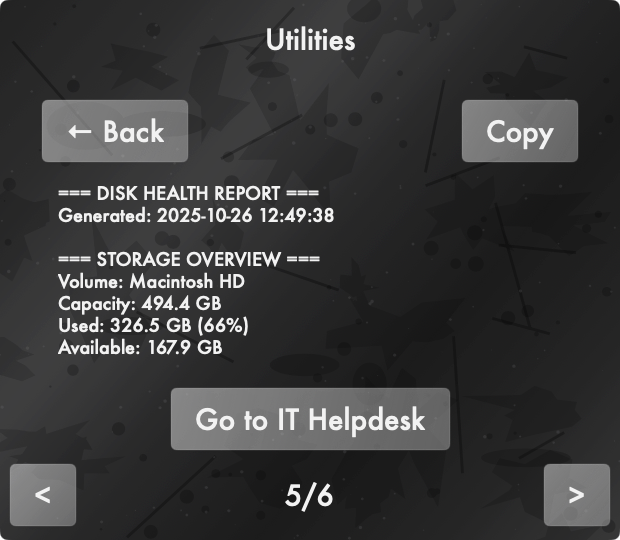 Utilities
← Back
Copy
=== DISK HEALTH REPORT ===
Generated: 2025-10-26 12:49:38
=== STORAGE OVERVIEW ===
Volume: Macintosh HD
Capacity: 494.4 GB
Used: 326.5 GB (66%)
Available: 167.9 GB
Go to IT Helpdesk
<
5/6
>